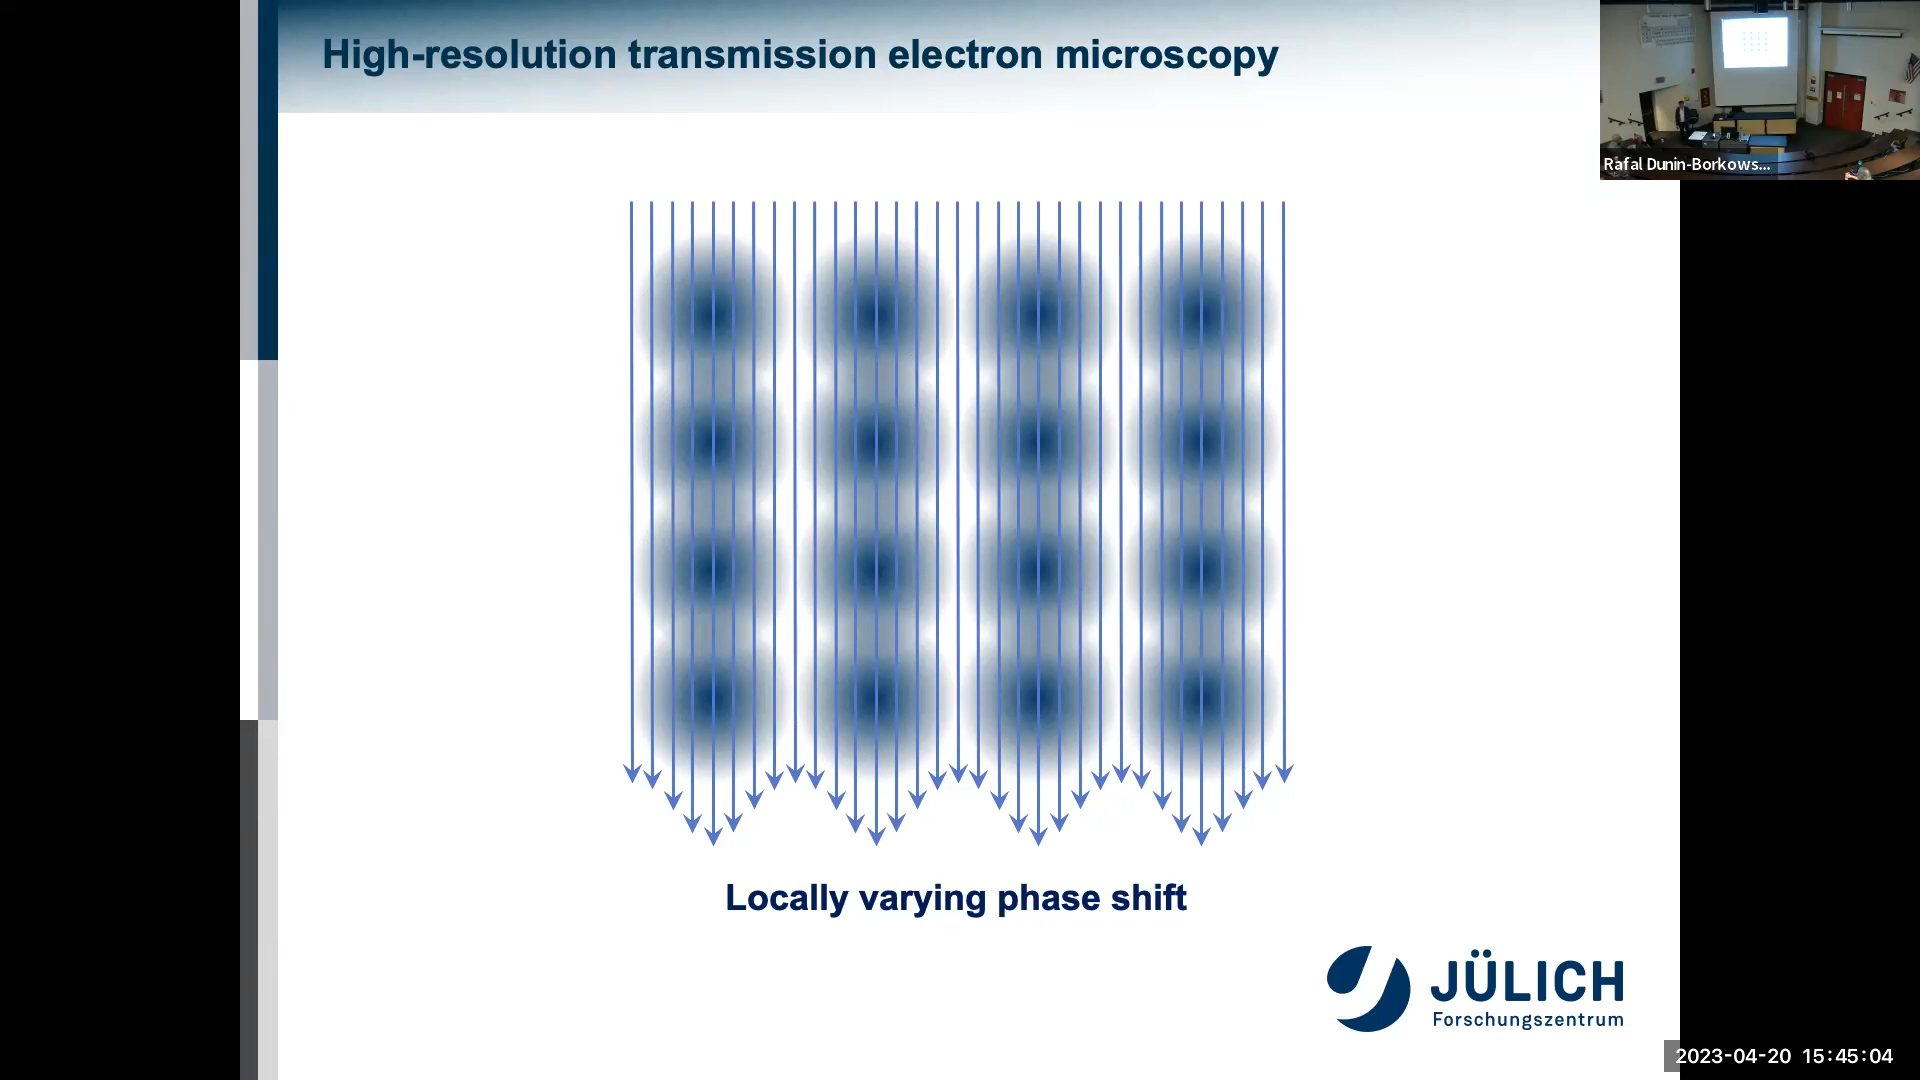 High-resolution transmission electron microscopy
Rafal Dunin-Borkows...
Locally varying phase shift
JÜLICH
Forschungszentrum
2023-04-20 15:45:04